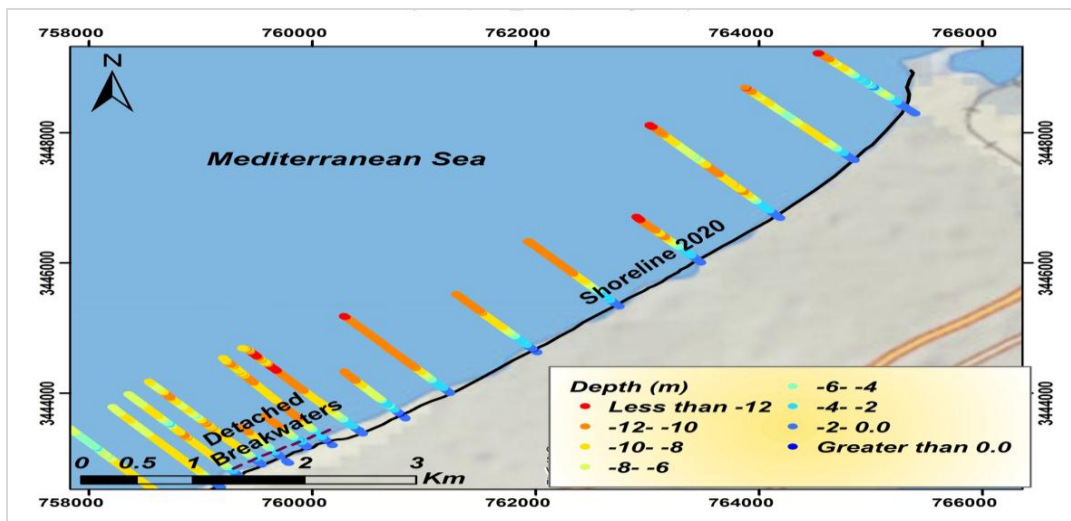 758000 760000 762000 764000 766000
N
3448000 3448000
Mediterranean Sea
3446000 3446000
Shoreline 2020
3444000 3444000
Detached
Breakwaters
Depth (m)
Less than -12
-12- -10
-10- -8
-8- -6
-6- -4
-4- -2
-2- 0.0
Greater than 0.0
0 0.5 1 2 3
Km
758000 760000 762000 764000 766000